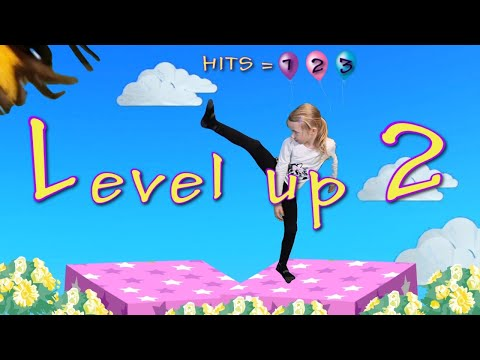 HITS = 1 2 3
Level up 2